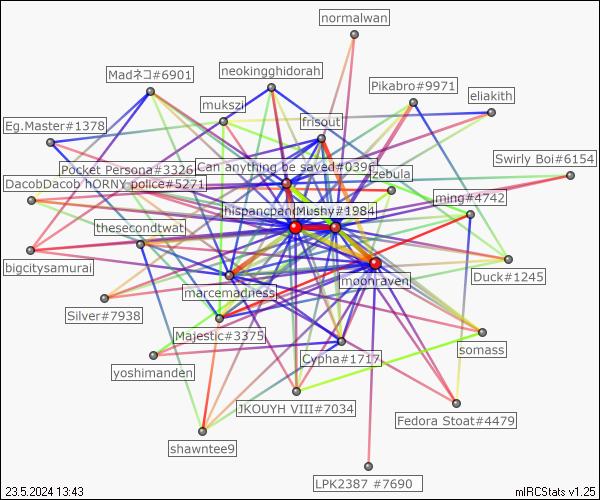 normalwan
Madネコ#6901
neokingghidorah
Pikabro#9971
eliakith
mukszi
frisout
Eg.Master#1378
Swirly Boi#6154
Pocket Persona#3326
Can anything be saved#0396
zebula
DacobDacob hORNY police#5271
ming#4742
hispanpand
Mushy#1984
thesecondtwat
bigcitysamurai
moonraven
Duck#1245
marcemadness
Silver#7938
Majestic#3375
somass
Cypha#1717
yoshimanden
JKOUYH VIII#7034
Fedora Stoat#4479
shawntee9
LPK2387 #7690
23.5.2024 13:43
mIRCStats v1.25